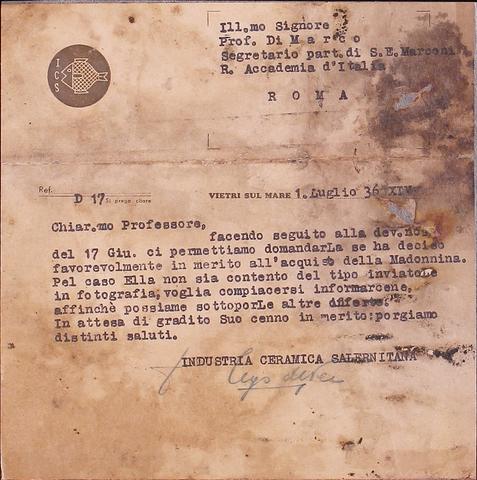 I
C
S
Ill.mo Signore
Prof. Di M a r c o
Segretario part.di S.E.Marconi
R. Accademia d'Italia
R O M A
Ref.
D 17 Si prega citare
VIETRI SUL MARE 1.Luglio 36 XIV
Chiar.mo Professore,
facendo seguito alla dev.nostra
del 17 Giu. ci permettiamo domandarLa se ha deciso
favorevolmente in merito all'acquisto della Madonnina.
Pel caso Ella non sia contento del tipo inviatoLe
in fotografia, voglia compiacersi informarcene,
affinchè possiamo sottoporLe altre offerte.
In attesa di gradito Suo cenno in merito:porgiamo
distinti saluti.
INDUSTRIA CERAMICA SALERNITANA